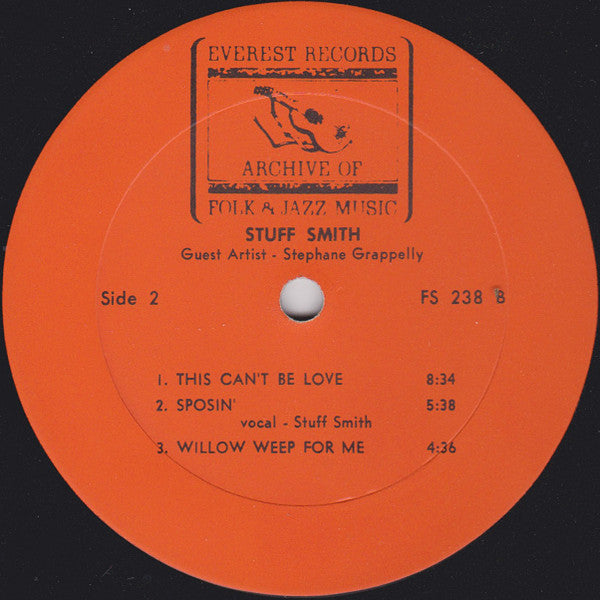 EVEREST RECORDS
ARCHIVE OF
FOLK & JAZZ MUSIC
STUFF SMITH
Guest Artist - Stephane Grappelly
Side 2 FS 238 B
1. THIS CAN'T BE LOVE 8:34
2. SPOSIN' 5:38
vocal - Stuff Smith
3. WILLOW WEEP FOR ME 4:36